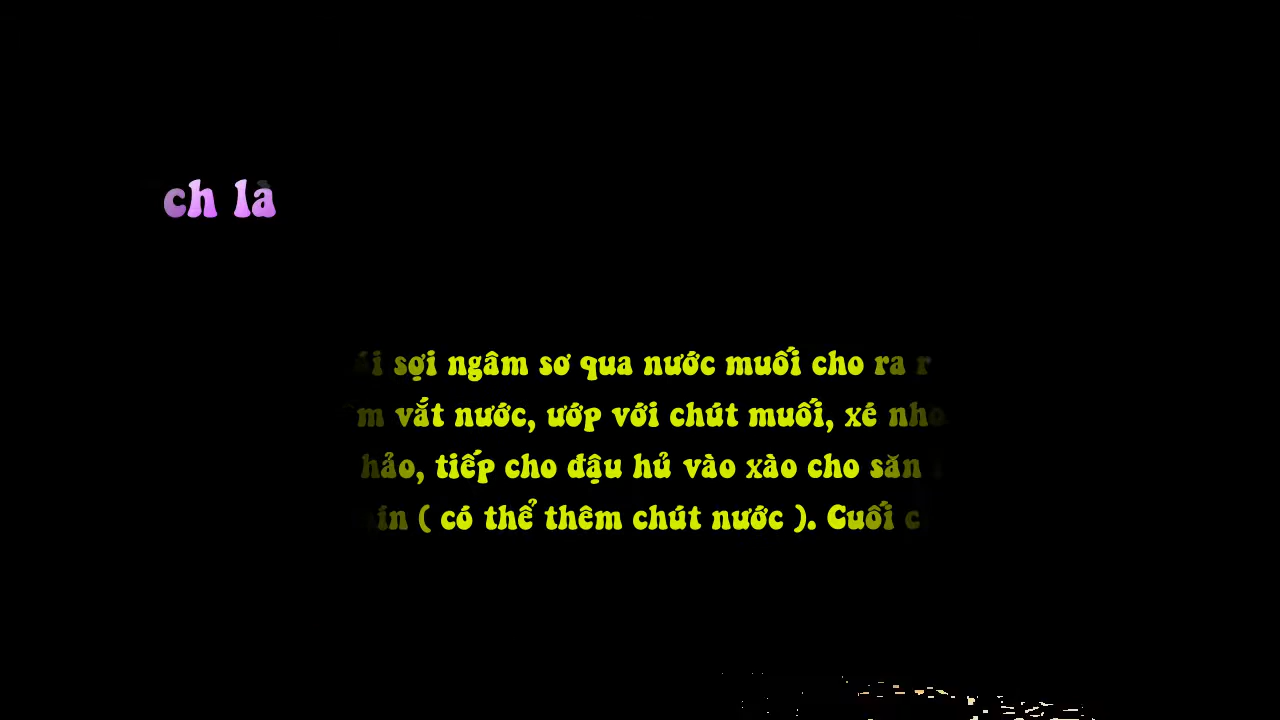 ch là
sợi ngâm sơ qua nước muối cho ra
vắt nước, ướp với chút muối, xé
tiếp cho đậu hủ vào xào cho săn
( có thể thêm chút nước ). Cuối